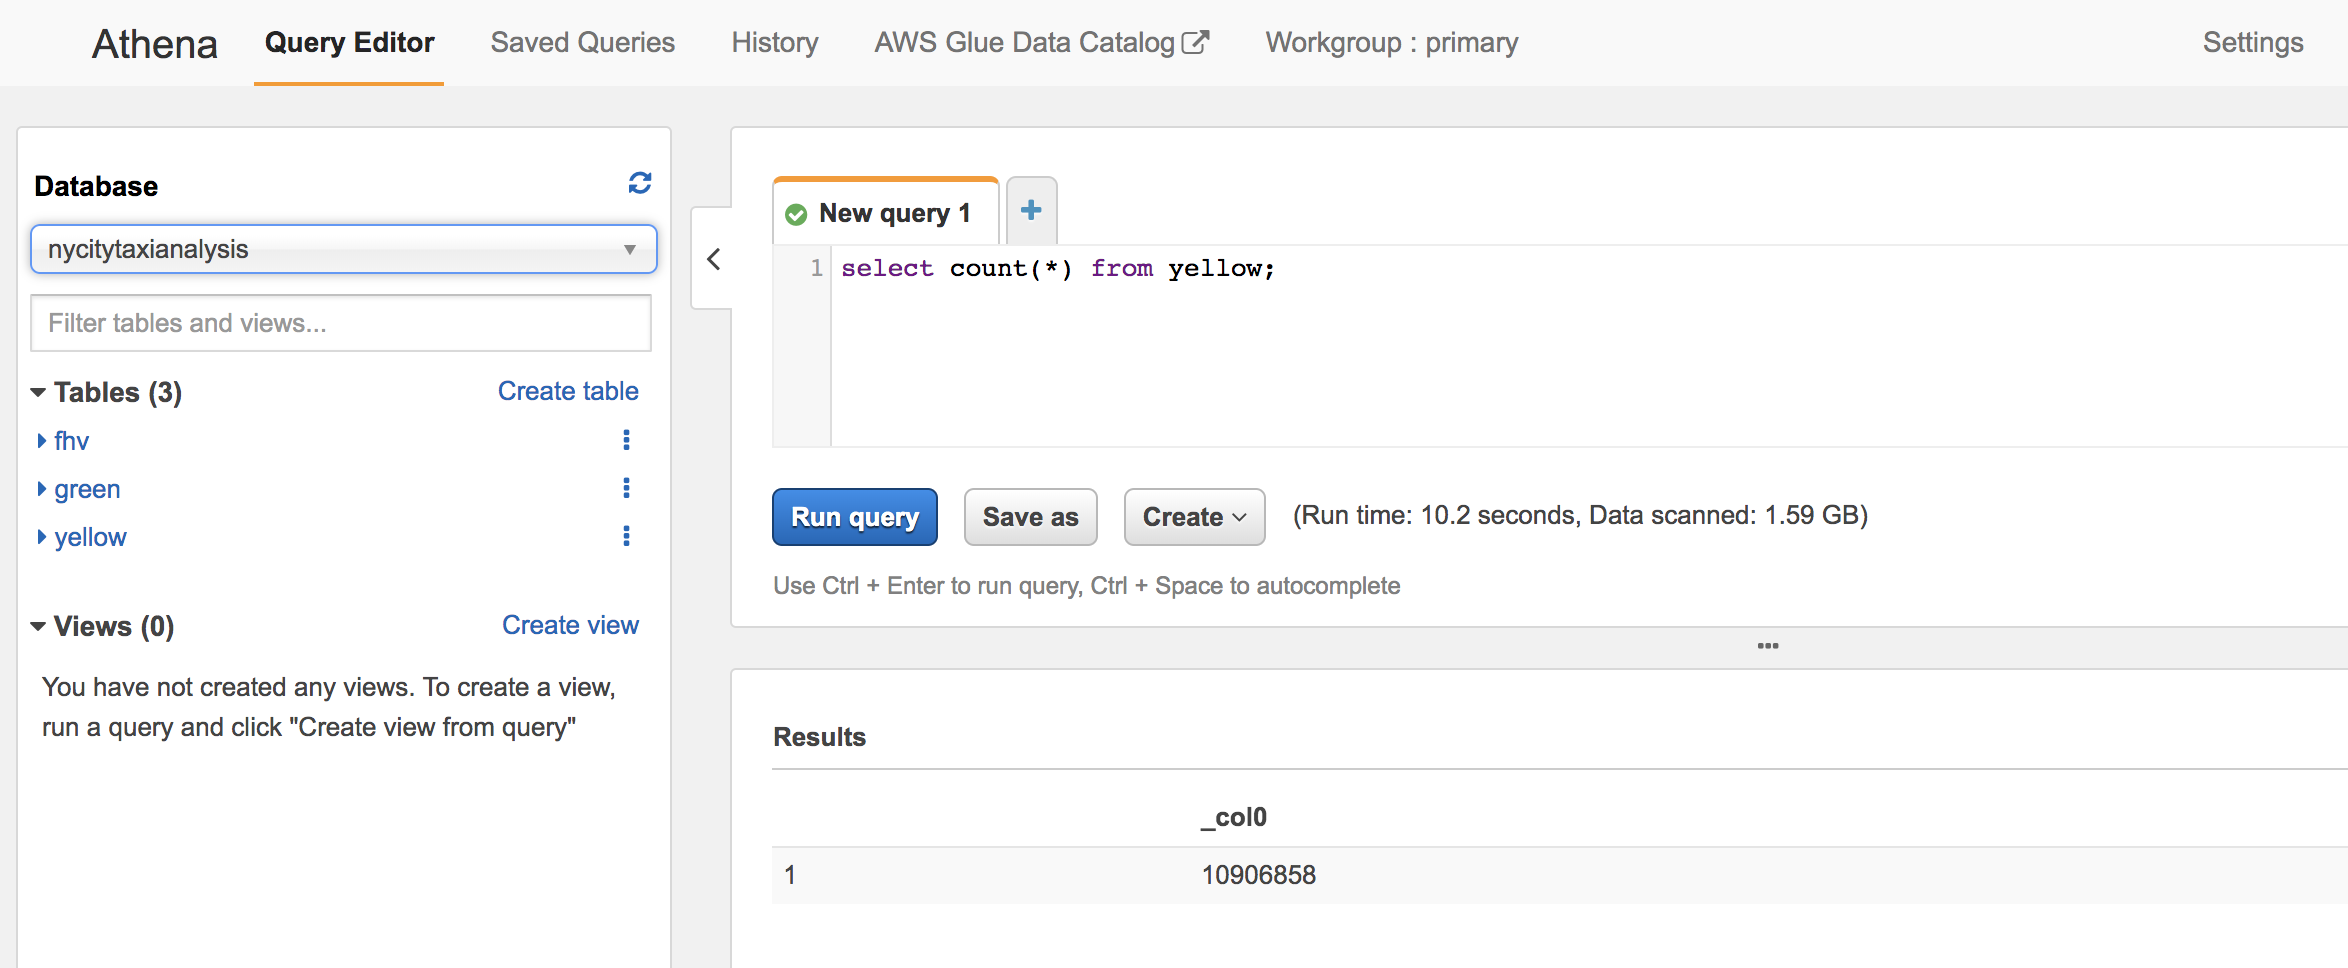 Athena Query Editor Saved Queries History AWS Glue Data Catalog Workgroup : primary Settings
Database
nycitytaxianalysis
Filter tables and views...
Tables (3) Create table
fhv
green
yellow
Views (0) Create view
You have not created any views. To create a view,
run a query and click "Create view from query"
New query 1
1 select count(*) from yellow;
Run query Save as Create (Run time: 10.2 seconds, Data scanned: 1.59 GB)
Use Ctrl + Enter to run query, Ctrl + Space to autocomplete
Results
_col0
1 10906858